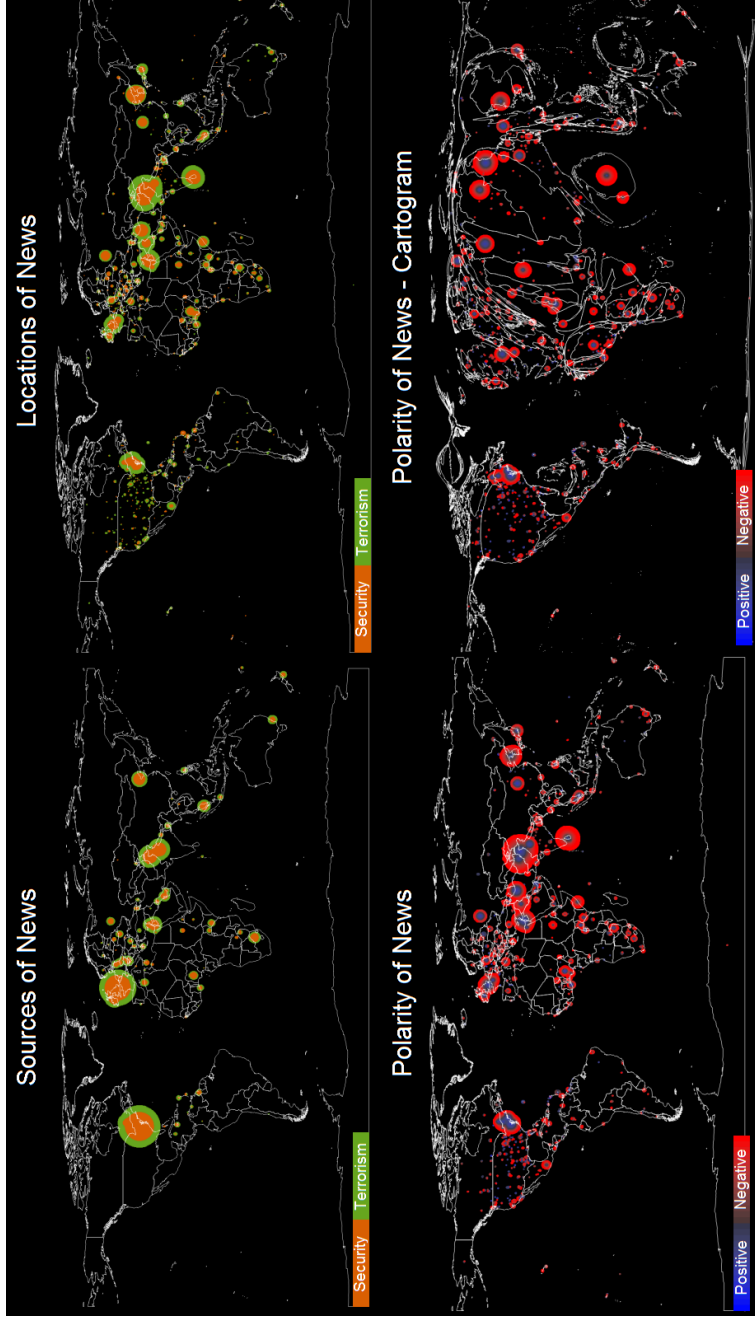 Sources of News
Security Terrorism
Locations of News
Security Terrorism
Polarity of News
Positive Negative
Polarity of News - Cartogram
Positive Negative